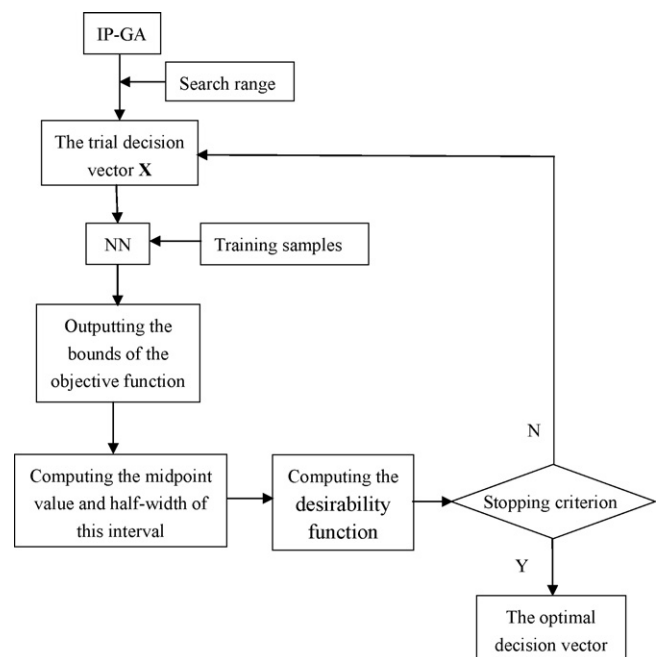 IP-GA
Search range
The trial decision
vector X
NN
Training samples
Outputting the
bounds of the
objective function
Computing the midpoint
value and half-width of
this interval
Computing the
desirability
function
N
Stopping criterion
Y
The optimal
decision vector